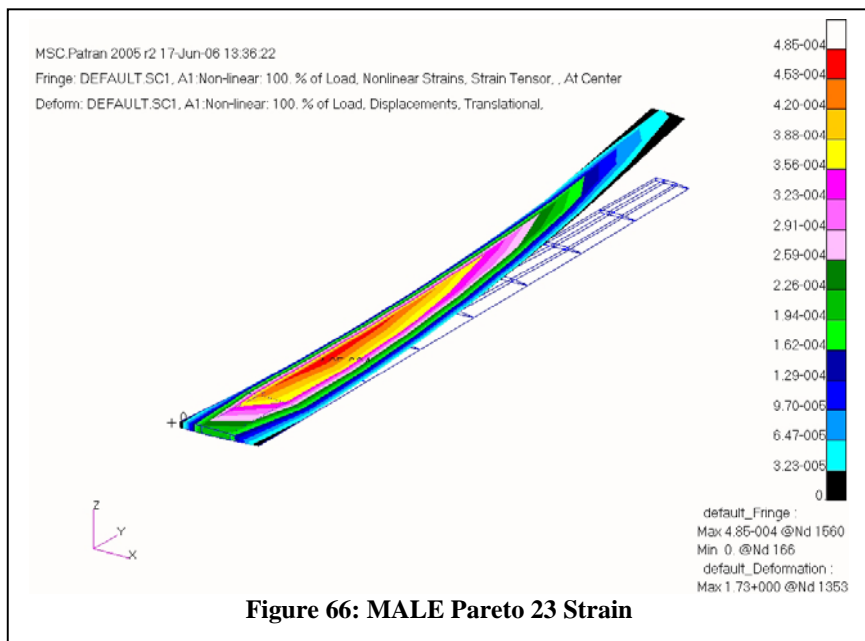 MSC.Patran 2005 r2 17-Jun-06 13:36:22
Fringe: DEFAULT.SC1, A1:Non-linear: 100. % of Load, Nonlinear Strains, Strain Tensor, , At Center
Deform: DEFAULT.SC1, A1:Non-linear: 100. % of Load, Displacements, Translational,
4.85-004
4.53-004
4.20-004
3.88-004
3.56-004
3.23-004
2.91-004
2.59-004
2.26-004
1.94-004
1.62-004
1.29-004
9.70-005
6.47-005
3.23-005
0
Z
Y
X
default_Fringe :
Max 4.85-004 @Nd 1560
Min 0. @Nd 166
default_Deformation :
Max 1.73+000 @Nd 1353
Figure 66: MALE Pareto 23 Strain